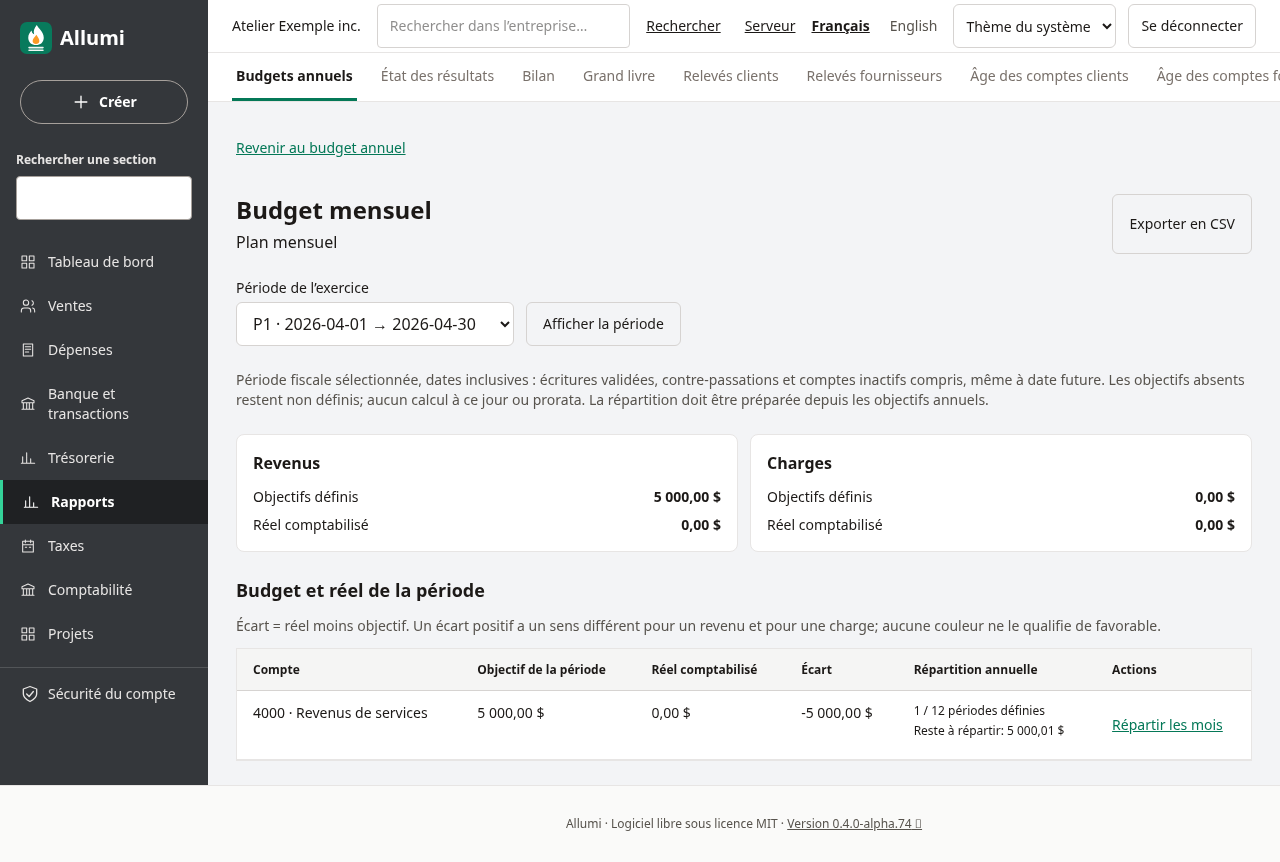 Allumi
Créer
Rechercher une section
Tableau de bord
Ventes
Dépenses
Banque et
transactions
Trésorerie
Rapports
Taxes
Comptabilité
Projets
Sécurité du compte
Atelier Exemple inc.
Rechercher dans l’entreprise…
Rechercher
Serveur
Français
English
Thème du système
Se déconnecter
Budgets annuels
État des résultats
Bilan
Grand livre
Relevés clients
Relevés fournisseurs
Âge des comptes clients
Âge des comptes fo
Revenir au budget annuel
Budget mensuel
Plan mensuel
Exporter en CSV
Période de l’exercice
P1 · 2026-04-01 → 2026-04-30
Afficher la période
Période fiscale sélectionnée, dates inclusives : écritures validées, contre-passations et comptes inactifs compris, même à date future. Les objectifs absents
restent non définis; aucun calcul à ce jour ou prorata. La répartition doit être préparée depuis les objectifs annuels.
Revenus
Objectifs définis 5 000,00 $
Réel comptabilisé 0,00 $
Charges
Objectifs définis 0,00 $
Réel comptabilisé 0,00 $
Budget et réel de la période
Écart = réel moins objectif. Un écart positif a un sens différent pour un revenu et pour une charge; aucune couleur ne le qualifie de favorable.
Compte Objectif de la période Réel comptabilisé Écart Répartition annuelle Actions
4000 · Revenus de services 5 000,00 $ 0,00 $ -5 000,00 $ 1 / 12 périodes définies
Reste à répartir: 5 000,01 $
Répartir les mois
Allumi · Logiciel libre sous licence MIT · Version 0.4.0-alpha.74